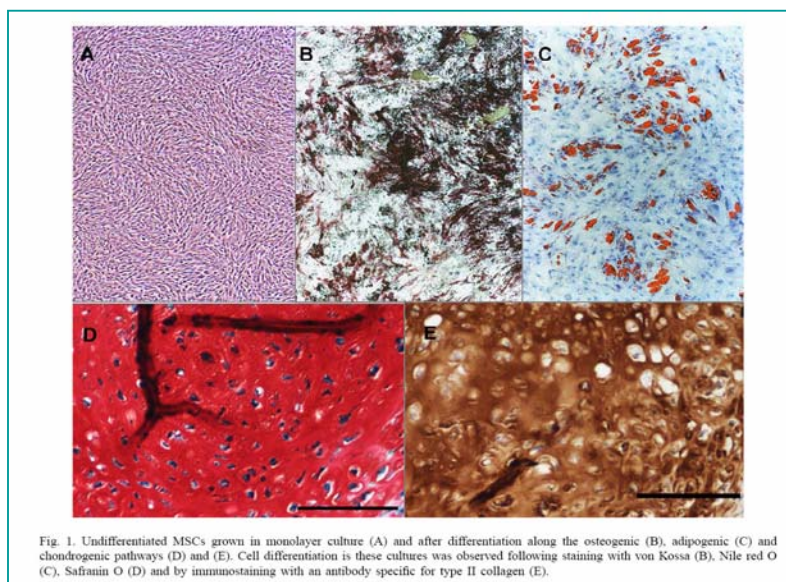 A
B
C
D
E
Fig. 1. Undifferentiated MSCs grown in monolayer culture (A) and after differentiation along the osteogenic (B), adipogenic (C) and
chondrogenic pathways (D) and (E). Cell differentiation is these cultures was observed following staining with von Kossa (B), Nile red O
(C), Safranin O (D) and by immunostaining with an antibody specific for type II collagen (E).